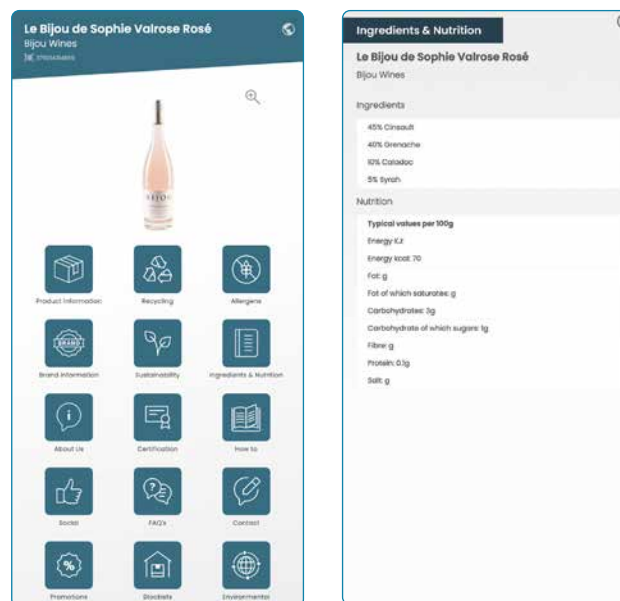 Le Bijou de Sophie Valrose Rosé
Bijou Wines
BIJOU
Product Information
Recycling
Allergens
BRAND
Brand Information
Sustainability
Ingredients & Nutrition
About Us
Certification
How to
Social
FAQ's
Contact
Promotions
Stockists
Environmental
Ingredients & Nutrition
Le Bijou de Sophie Valrose Rosé
Bijou Wines
Ingredients
45% Cinsault
40% Grenache
10% Caladoc
5% Syrah
Nutrition
Typical values per 100g
Energy KJ:
Energy kcal: 70
Fat: g
Fat of which saturates: g
Carbohydrates: 3g
Carbohydrate of which sugars: 1g
Fibre: g
Protein: 0.1g
Salt: g